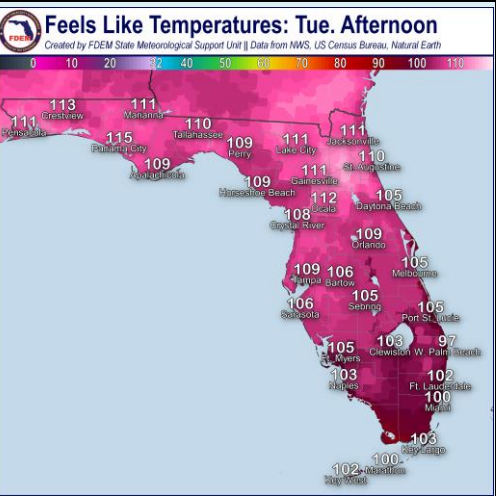 FDEM
Feels Like Temperatures: Tue. Afternoon
Created by FDEM State Meteorological Support Unit || Data from NWS, US Census Bureau, Natural Earth
0 10 20 32 40 50 60 70 80 90 100 110
113
Crestview
111
Marianna
111
Pensacola
110
Tallahassee
115
Panama City
109
Perry
111
Lake City
111
Jacksonville
109
Apalachicola
110
St. Augustine
111
Gainesville
109
Horseshoe Beach
112
Ocala
105
Daytona Beach
108
Crystal River
109
Orlando
109
Tampa
106
Bartow
105
Melbourne
106
Sarasota
105
Sebring
105
Port St. Lucie
105
Ft. Myers
103
Clewiston
97
W. Palm Beach
103
Naples
102
Ft. Lauderdale
100
Miami
103
Key Largo
100
Marathon
102
Key West